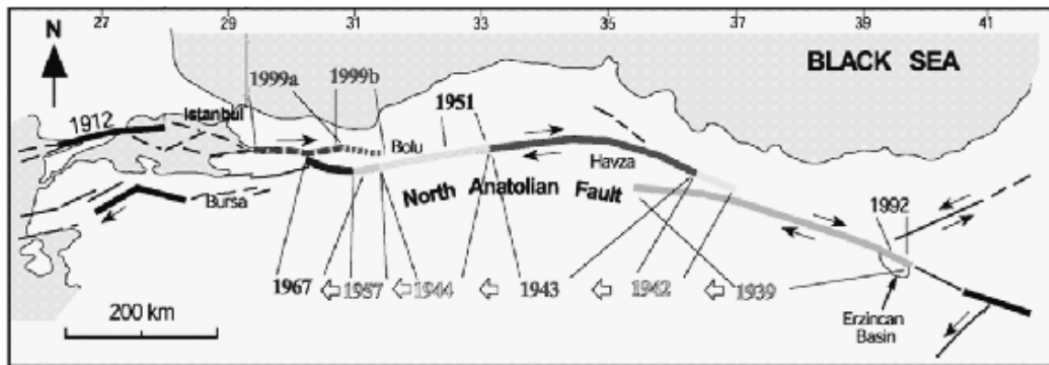 27 29 31 33 35 37 39 41
N
BLACK SEA
1999a 1999b
1951
1912
Istanbul
Bolu
Havza
North Anatolian Fault
Bursa
1992
1967 1957 1944 1943 1942 1939
200 km
Erzincan
Basin